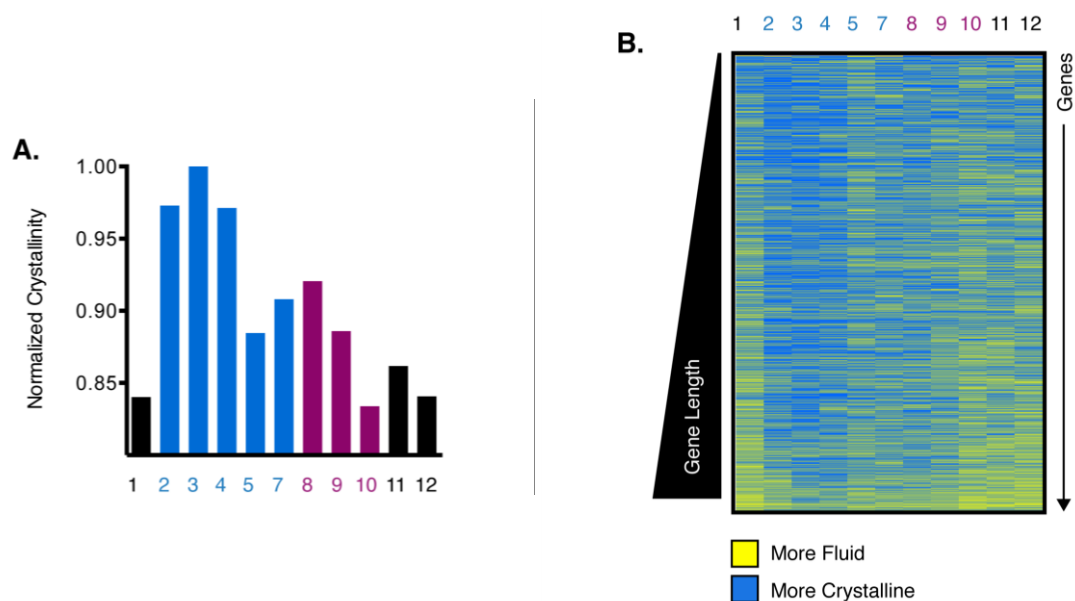 A.
Normalized Crystallinity
1.00
0.95
0.90
0.85
1 2 3 4 5 7 8 9 10 11 12
B.
1 2 3 4 5 7 8 9 10 11 12
Gene Length
Genes
More Fluid
More Crystalline